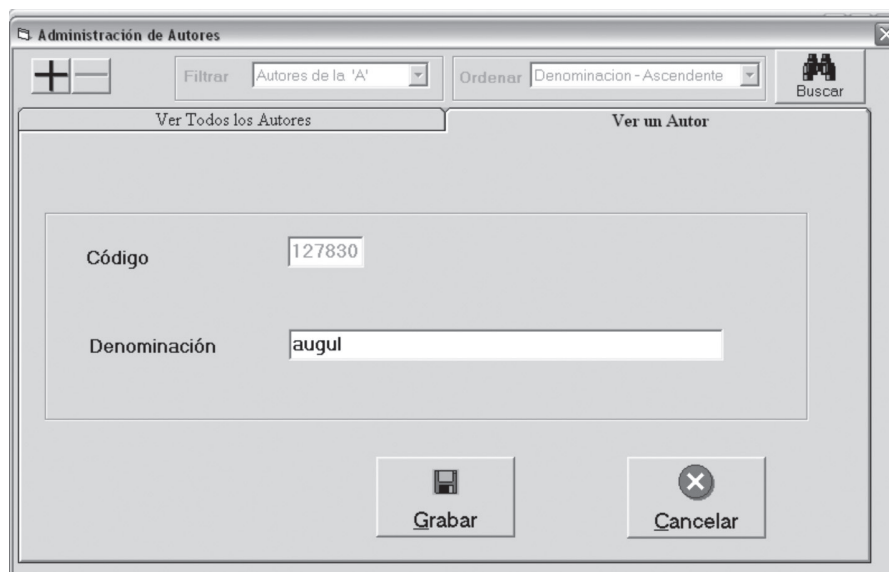 Administración de Autores
Filtrar Autores de la 'A' Ordenar Denominacion - Ascendente Buscar
Ver Todos los Autores Ver un Autor
Código 127830
Denominación augul
Grabar Cancelar